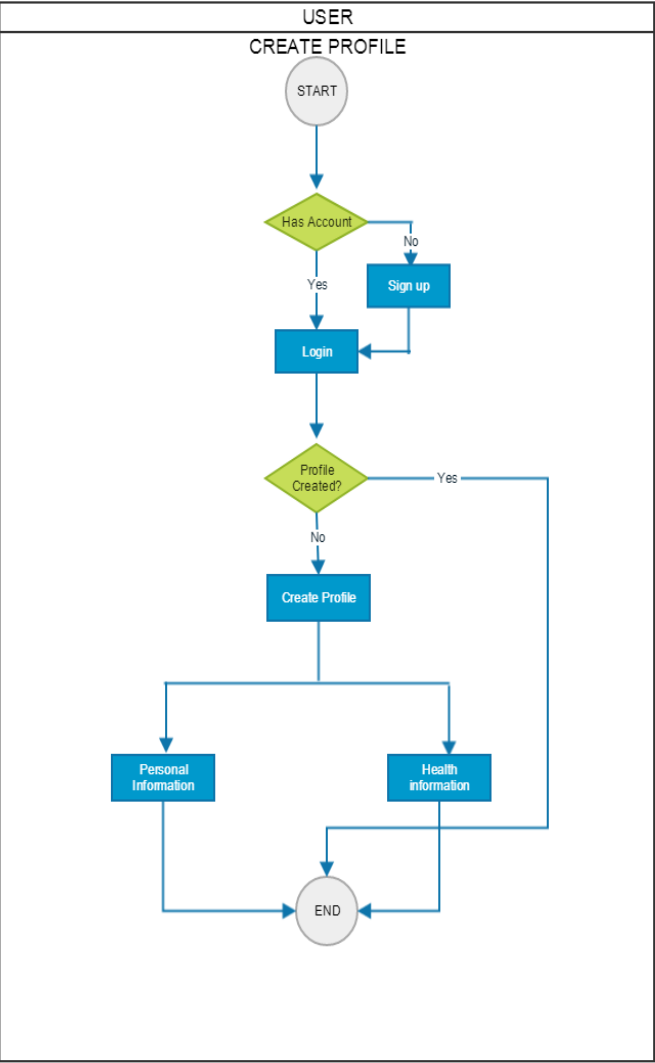 USER
CREATE PROFILE
START
Has Account
No
Yes
Sign up
Login
Profile
Created?
Yes
No
Create Profile
Personal
Information
Health
information
END